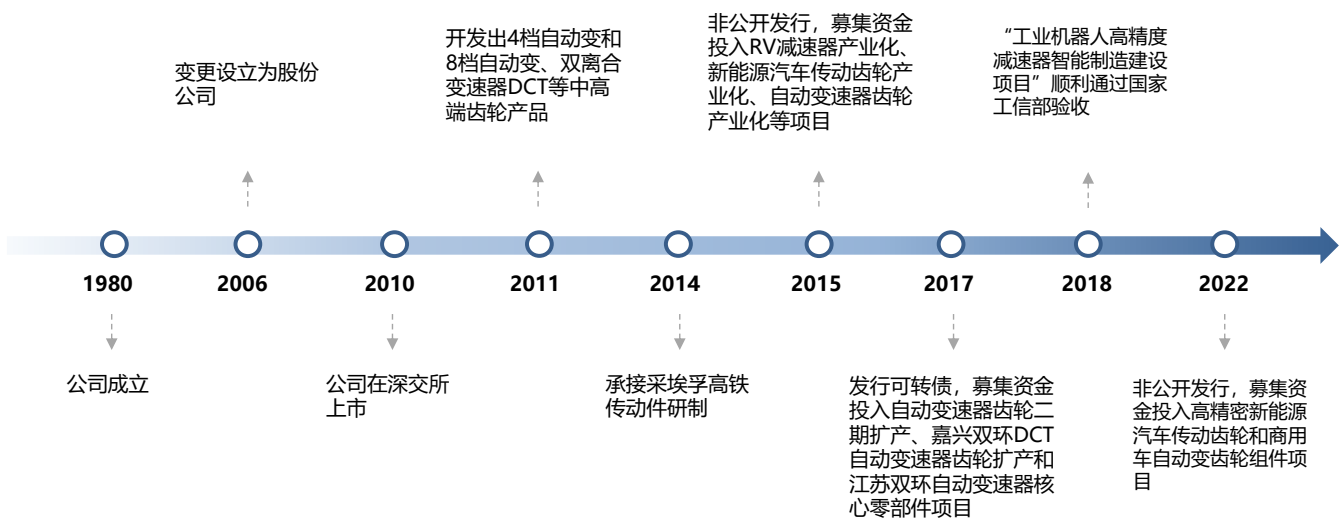 变更设立为股份
公司
开发出4档自动变和
8档自动变、双离合
变速器DCT等中高
端齿轮产品
非公开发行，募集资金
投入RV减速器产业化、
新能源汽车传动齿轮产
业化、自动变速器齿轮
产业化等项目
“工业机器人高精度
减速器智能制造建设
项目”顺利通过国家
工信部验收
1980
2006
2010
2011
2014
2015
2017
2018
2022
公司成立
公司在深交所
上市
承接采埃孚高铁
传动件研制
发行可转债，募集资金
投入自动变速器齿轮二
期扩产、嘉兴双环DCT
自动变速器齿轮扩产和
江苏双环自动变速器核
心零部件项目
非公开发行，募集资
金投入高精密新能源
汽车传动齿轮和商用
车自动变齿轮组件项
目